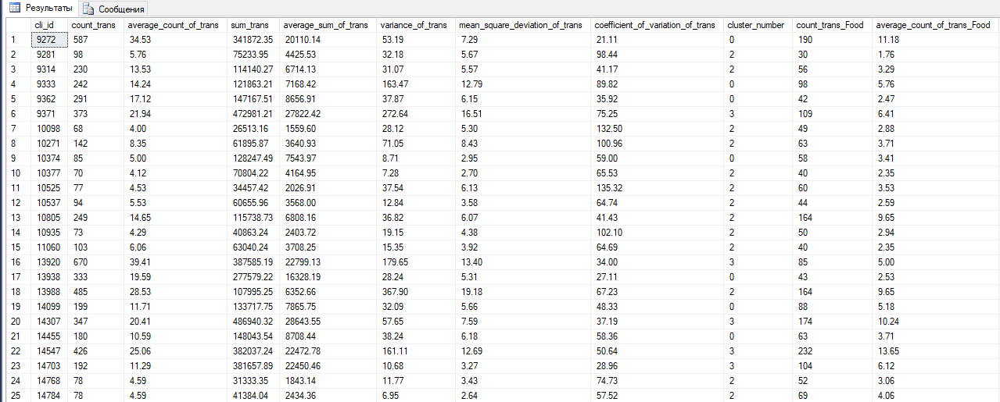 Результаты Сообщения
cli_id count_trans average_count_of_trans sum_trans average_sum_of_trans variance_of_trans mean_square_deviation_of_trans coefficient_of_variation_of_trans cluster_number count_trans_Food average_count_of_trans_Food
1 9272 587 34.53 341872.35 20110.14 53.19 7.29 21.11 0 190 11.18
2 9281 98 5.76 75233.95 4425.53 32.18 5.67 98.44 2 30 1.76
3 9314 230 13.53 114140.27 6714.13 31.07 5.57 41.17 2 56 3.29
4 9333 242 14.24 121863.21 7168.42 163.47 12.79 89.82 0 98 5.76
5 9362 291 17.12 147167.51 8656.91 37.87 6.15 35.92 0 42 2.47
6 9371 373 21.94 472981.21 27822.42 272.64 16.51 75.25 3 109 6.41
7 10098 68 4.00 26513.16 1559.60 28.12 5.30 132.50 2 49 2.88
8 10271 142 8.35 61895.87 3640.93 71.05 8.43 100.96 2 63 3.71
9 10374 85 5.00 128247.49 7543.97 8.71 2.95 59.00 0 58 3.41
10 10377 70 4.12 70804.22 4164.95 7.28 2.70 65.53 2 40 2.35
11 10525 77 4.53 34457.42 2026.91 37.54 6.13 135.32 2 60 3.53
12 10537 94 5.53 60655.96 3568.00 12.84 3.58 64.74 2 44 2.59
13 10805 249 14.65 115738.73 6808.16 36.82 6.07 41.43 2 164 9.65
14 10935 73 4.29 40863.24 2403.72 19.15 4.38 102.10 2 50 2.94
15 11060 103 6.06 63040.24 3708.25 15.35 3.92 64.69 2 40 2.35
16 13920 670 39.41 387585.19 22799.13 179.65 13.40 34.00 3 85 5.00
17 13938 333 19.59 277579.22 16328.19 28.24 5.31 27.11 0 43 2.53
18 13988 485 28.53 107995.25 6352.66 367.90 19.18 67.23 2 164 9.65
19 14099 199 11.71 133717.75 7865.75 32.09 5.66 48.33 0 88 5.18
20 14307 347 20.41 486940.32 28643.55 57.65 7.59 37.19 3 174 10.24
21 14455 180 10.59 148043.54 8708.44 38.24 6.18 58.36 0 63 3.71
22 14547 426 25.06 382037.24 22472.78 161.11 12.69 50.64 3 232 13.65
23 14703 192 11.29 381657.89 22450.46 10.68 3.27 28.96 3 104 6.12
24 14768 78 4.59 31333.35 1843.14 11.77 3.43 74.73 2 52 3.06
25 14784 78 4.59 41384.04 2434.36 6.95 2.64 57.52 2 69 4.06